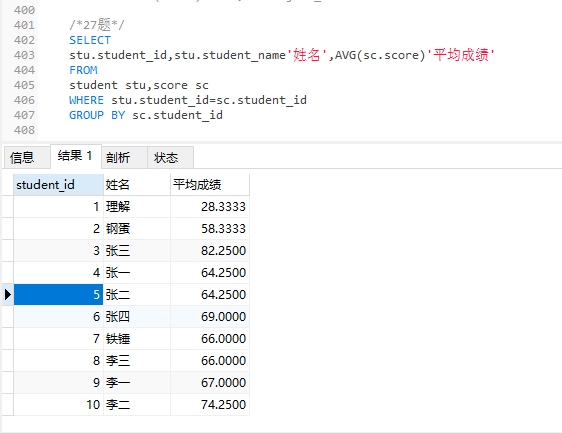 400
401 /*27题*/
402 SELECT
403 stu.student_id,stu.student_name'姓名',AVG(sc.score)'平均成绩'
404 FROM
405 student stu,score sc
406 WHERE stu.student_id=sc.student_id
407 GROUP BY sc.student_id
408
信息 结果 1 剖析 状态
student_id 姓名 平均成绩
1 理解 28.3333
2 钢蛋 58.3333
3 张三 82.2500
4 张一 64.2500
5 张二 64.2500
6 张四 69.0000
7 铁锤 66.0000
8 李三 66.0000
9 李一 67.0000
10 李二 74.2500